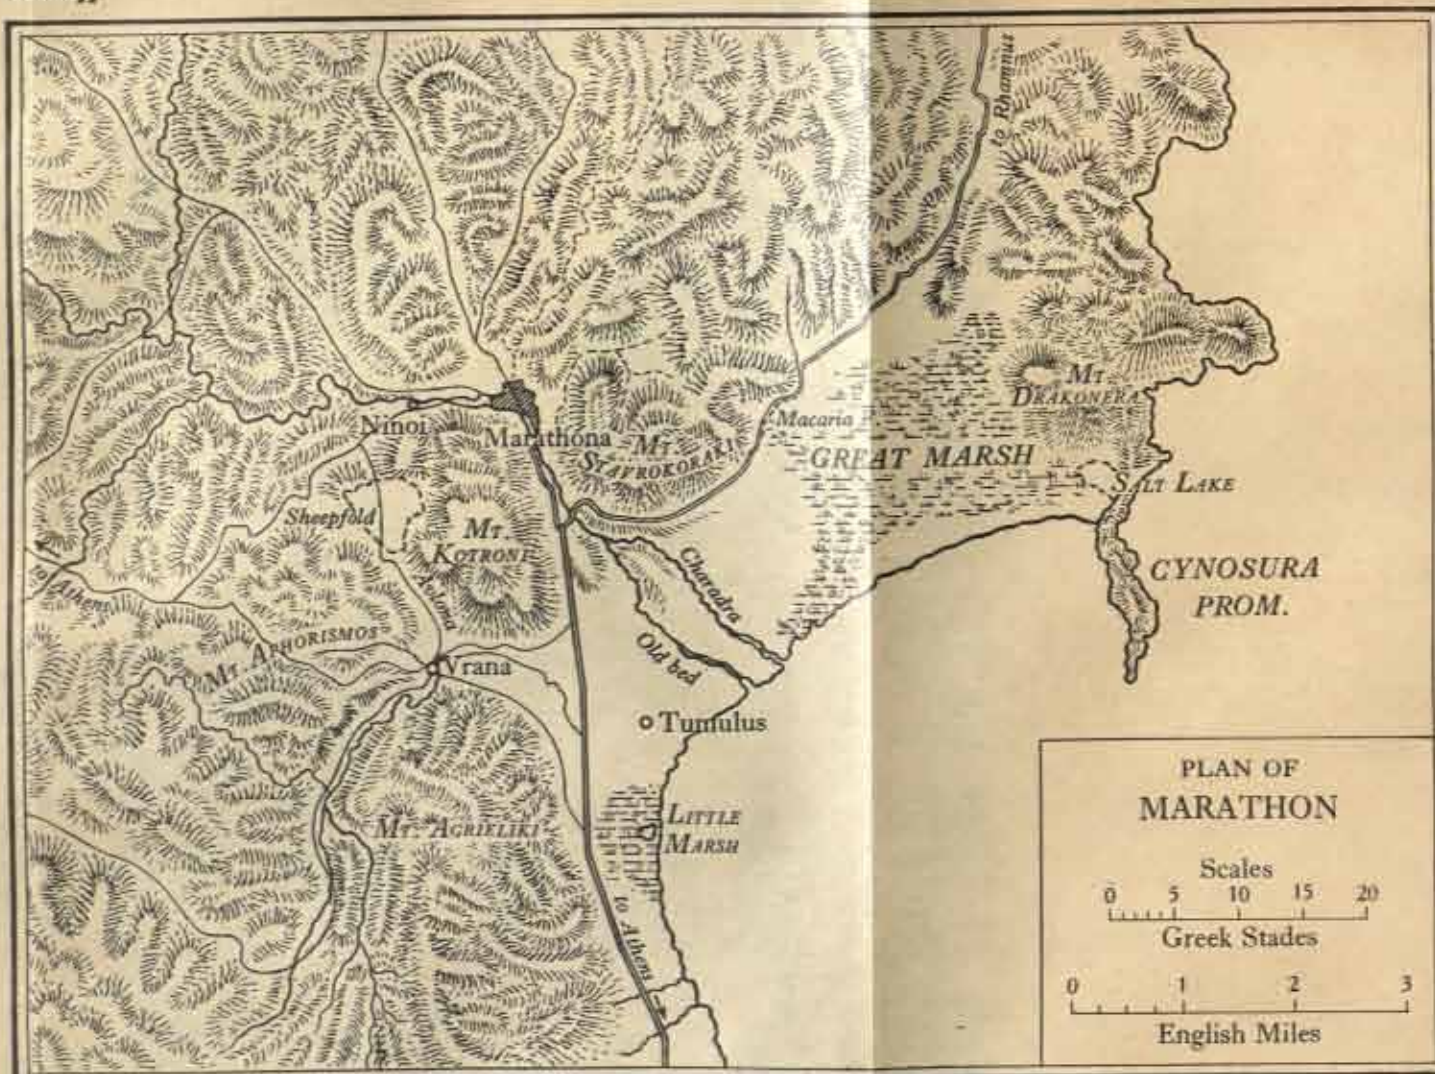 to Rhamnus
Ninoi
Marathona
Mt.
Stavrokoraki
Macaria
GREAT MARSH
Mt.
Drakonera
Salt Lake
CYNOSURA
PROM.
Sheepfold
Mt.
Kotroni
Avlona
Charadra
Old bed
to Athens
Mt. Aphorismos
Vrana
Tumulus
Mt. Agrieliki
Little
Marsh
to Athens
PLAN OF
MARATHON
Scales
0 5 10 15 20
Greek Stades
0 1 2 3
English Miles